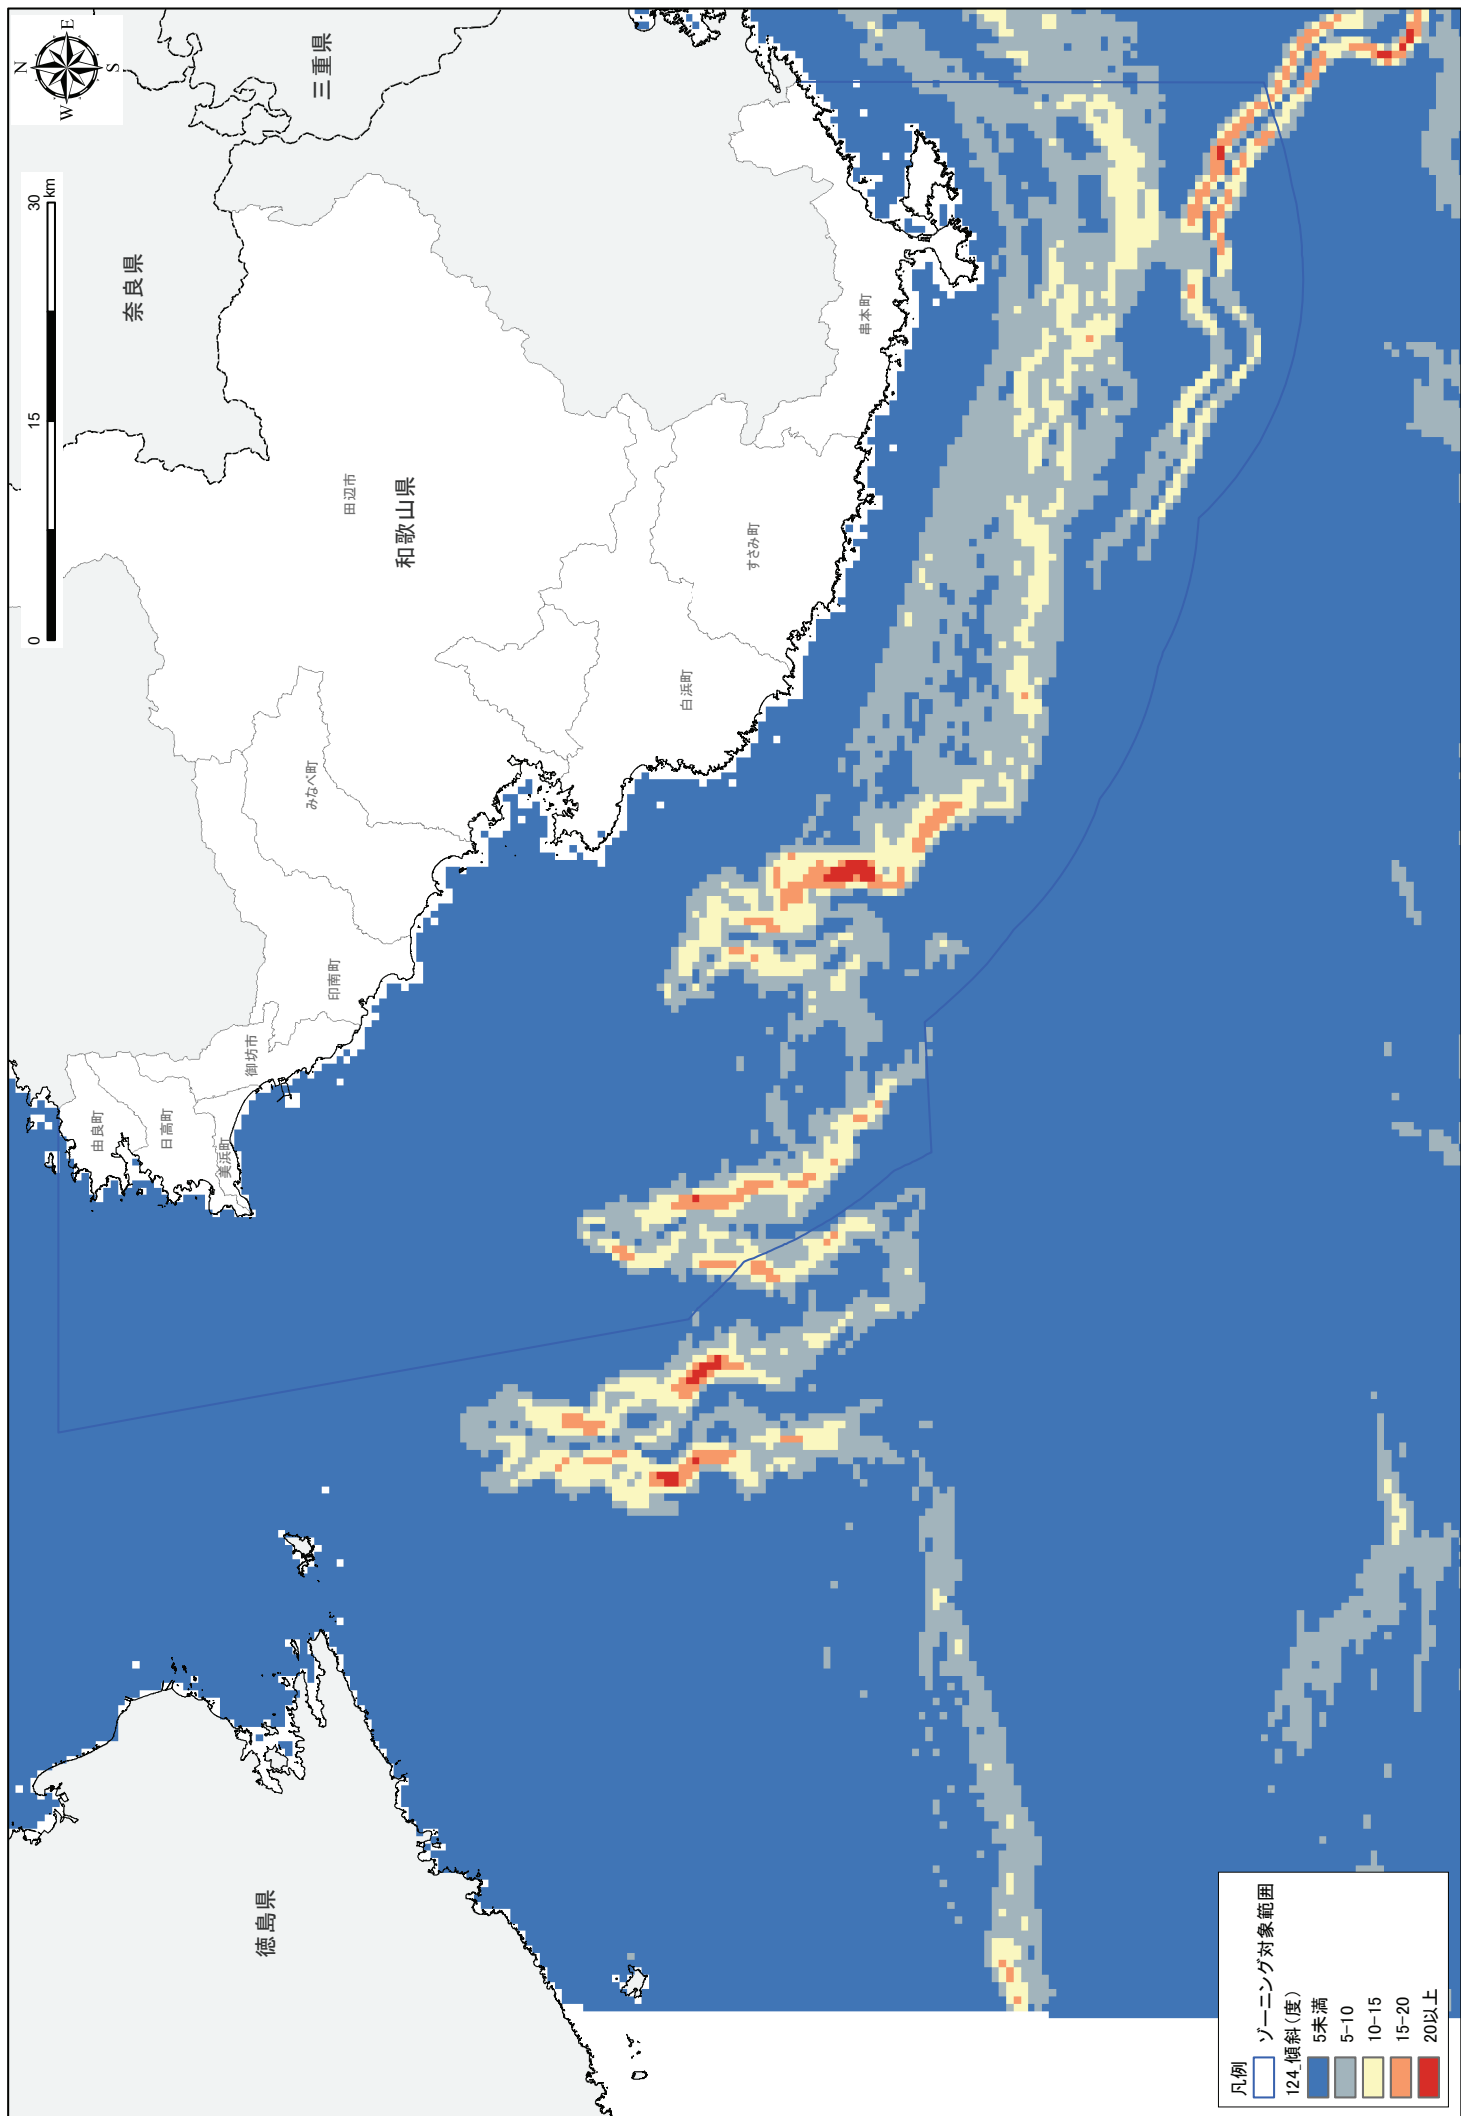 N
E
S
W
0
15
30
km
奈良県
三重県
和歌山県
徳島県
田辺市
みなべ町
印南町
御坊市
由良町
日高町
美浜町
白浜町
すさみ町
串本町
凡例
ゾーニング対象範囲
124_傾斜(度)
5未満
5-10
10-15
15-20
20以上